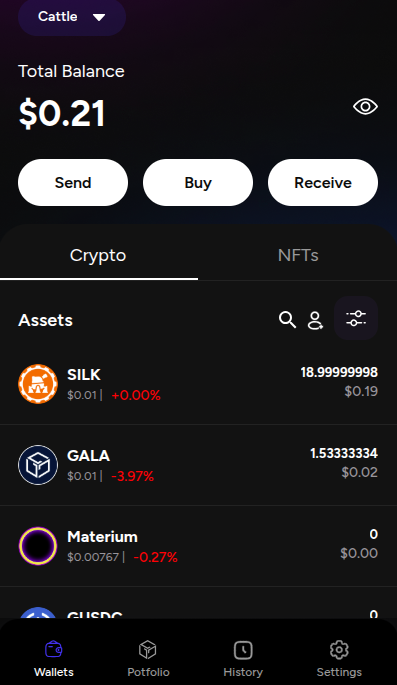 Cattle
Total Balance
$0.21
Send
Buy
Receive
Crypto
NFTs
Assets
SILK
18.99999998
$0.01 | +0.00%
$0.19
GALA
1.53333334
$0.01 | -3.97%
$0.02
Materium
0
$0.00767 | -0.27%
$0.00
GUSDC
0
Wallets
Potfolio
History
Settings